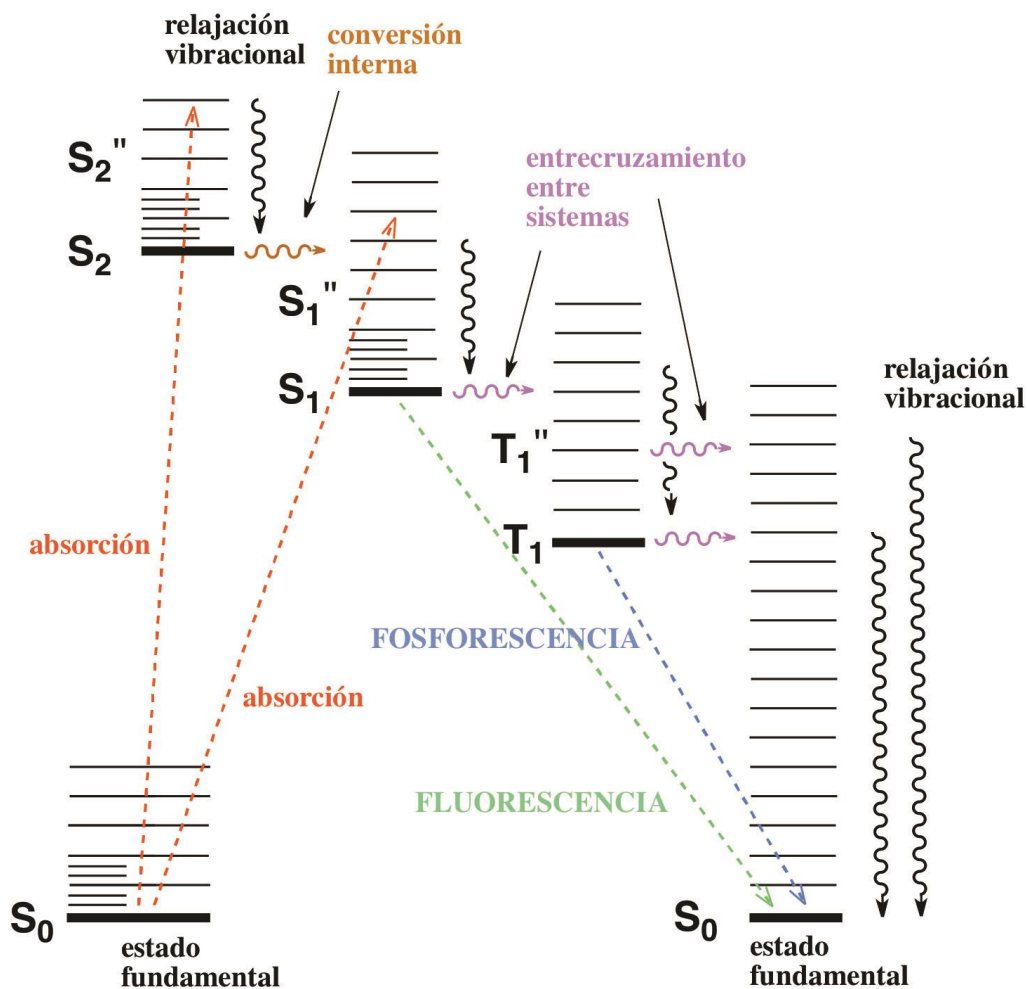 relajación
vibracional
conversión
interna
S2"
S2
entrecruzamiento
entre
sistemas
S1"
S1
relajación
vibracional
T1"
T1
absorción
FOSFORESCENCIA
absorción
FLUORESCENCIA
S0
estado
fundamental
S0
estado
fundamental